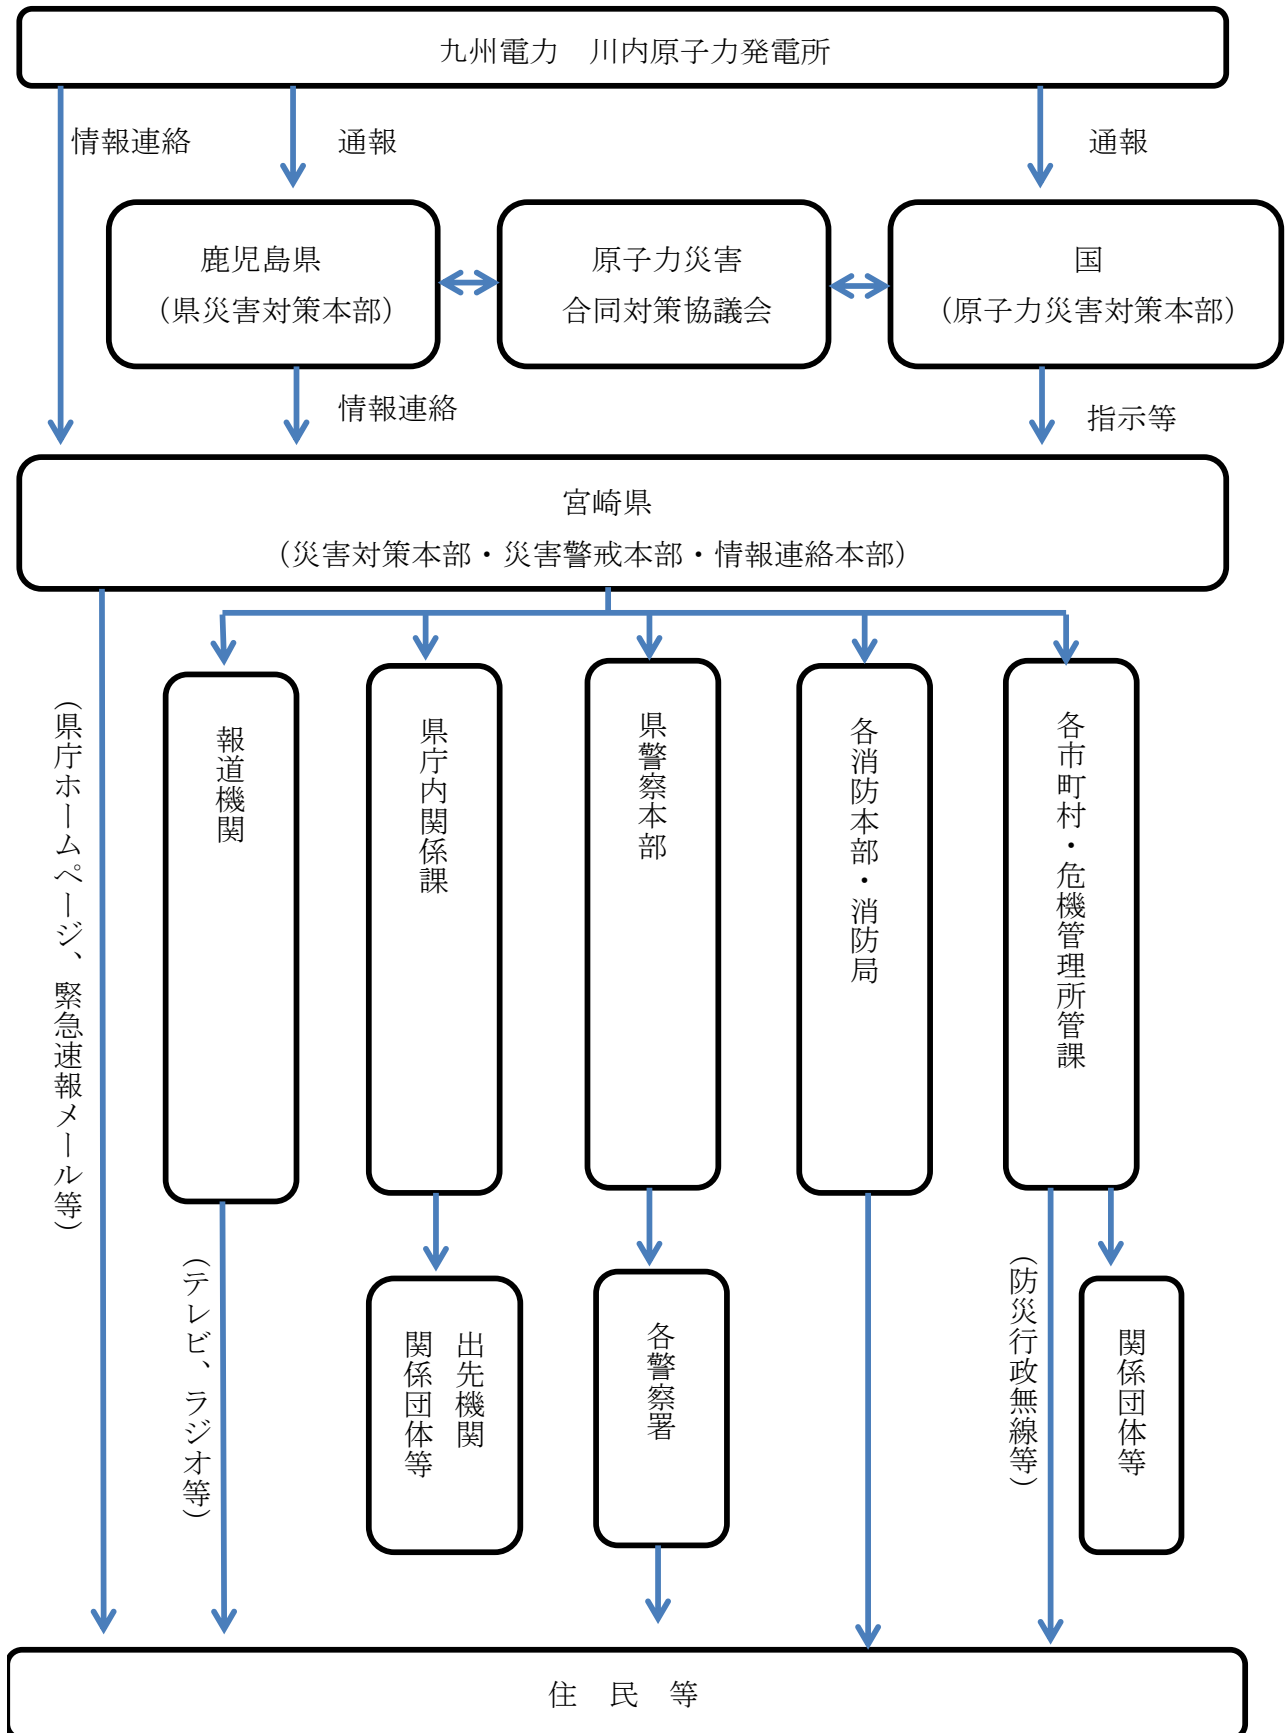 九州電力　川内原子力発電所
情報連絡
通報
通報
鹿児島県
（県災害対策本部）
原子力災害
合同対策協議会
国
（原子力災害対策本部）
情報連絡
指示等
宮崎県
（災害対策本部・災害警戒本部・情報連絡本部）
（県庁ホームページ、緊急速報メール等）
報道機関
県庁内関係課
県警察本部
各消防本部・消防局
各市町村・危機管理所管課
（テレビ、ラジオ等）
出先機関
関係団体等
各警察署
（防災行政無線等）
関係団体等
住　民　等